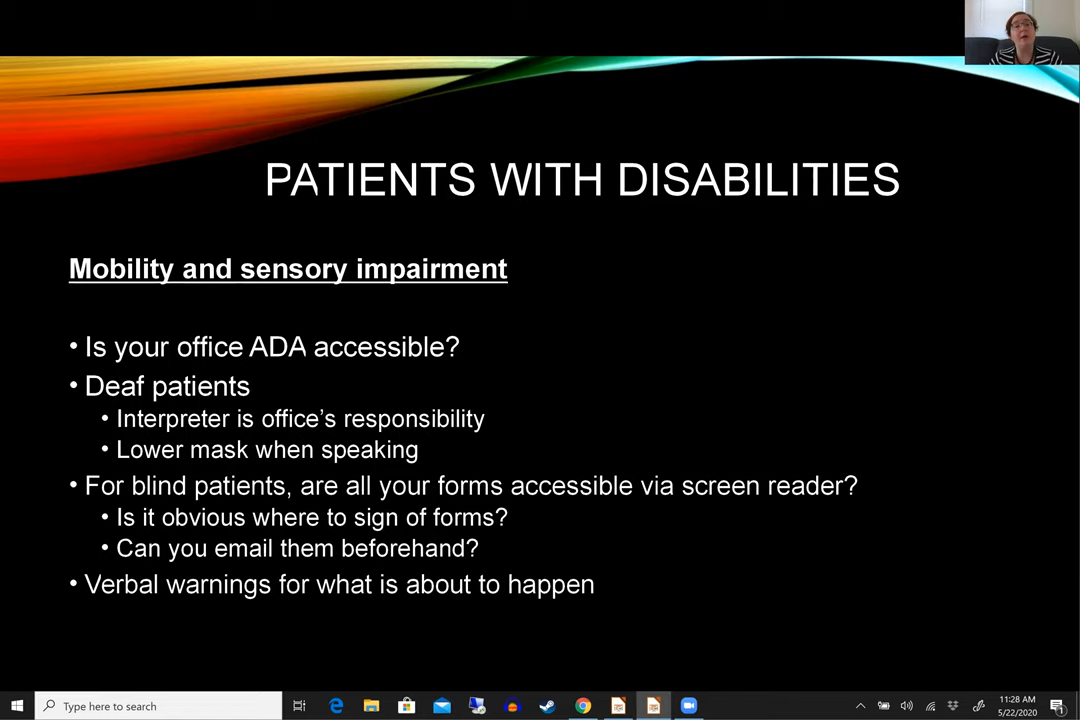 PATIENTS WITH DISABILITIES
Mobility and sensory impairment
• Is your office ADA accessible?
• Deaf patients
• Interpreter is office's responsibility
• Lower mask when speaking
• For blind patients, are all your forms accessible via screen reader?
• Is it obvious where to sign of forms?
• Can you email them beforehand?
• Verbal warnings for what is about to happen
Type here to search
11:28 AM
5/22/2020